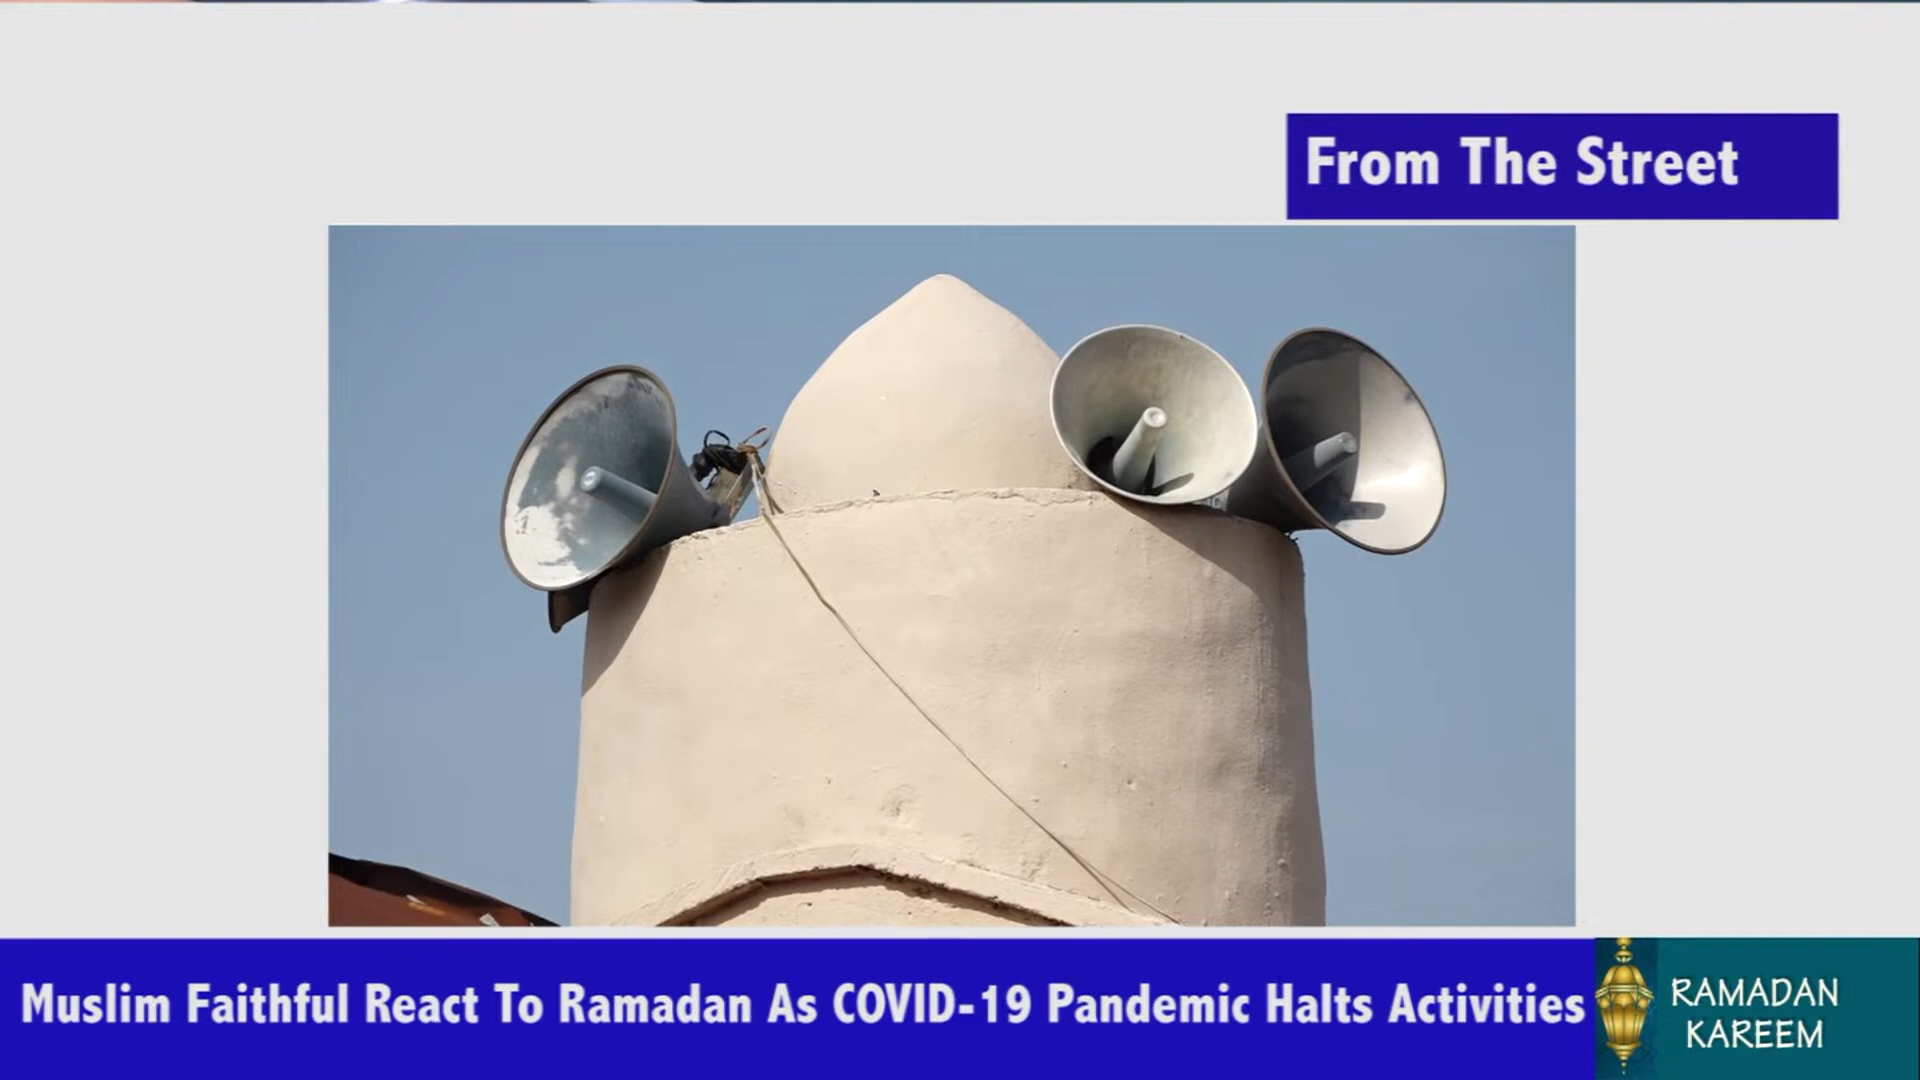 From The Street
Muslim Faithful React To Ramadan As COVID-19 Pandemic Halts Activities
RAMADAN
KAREEM